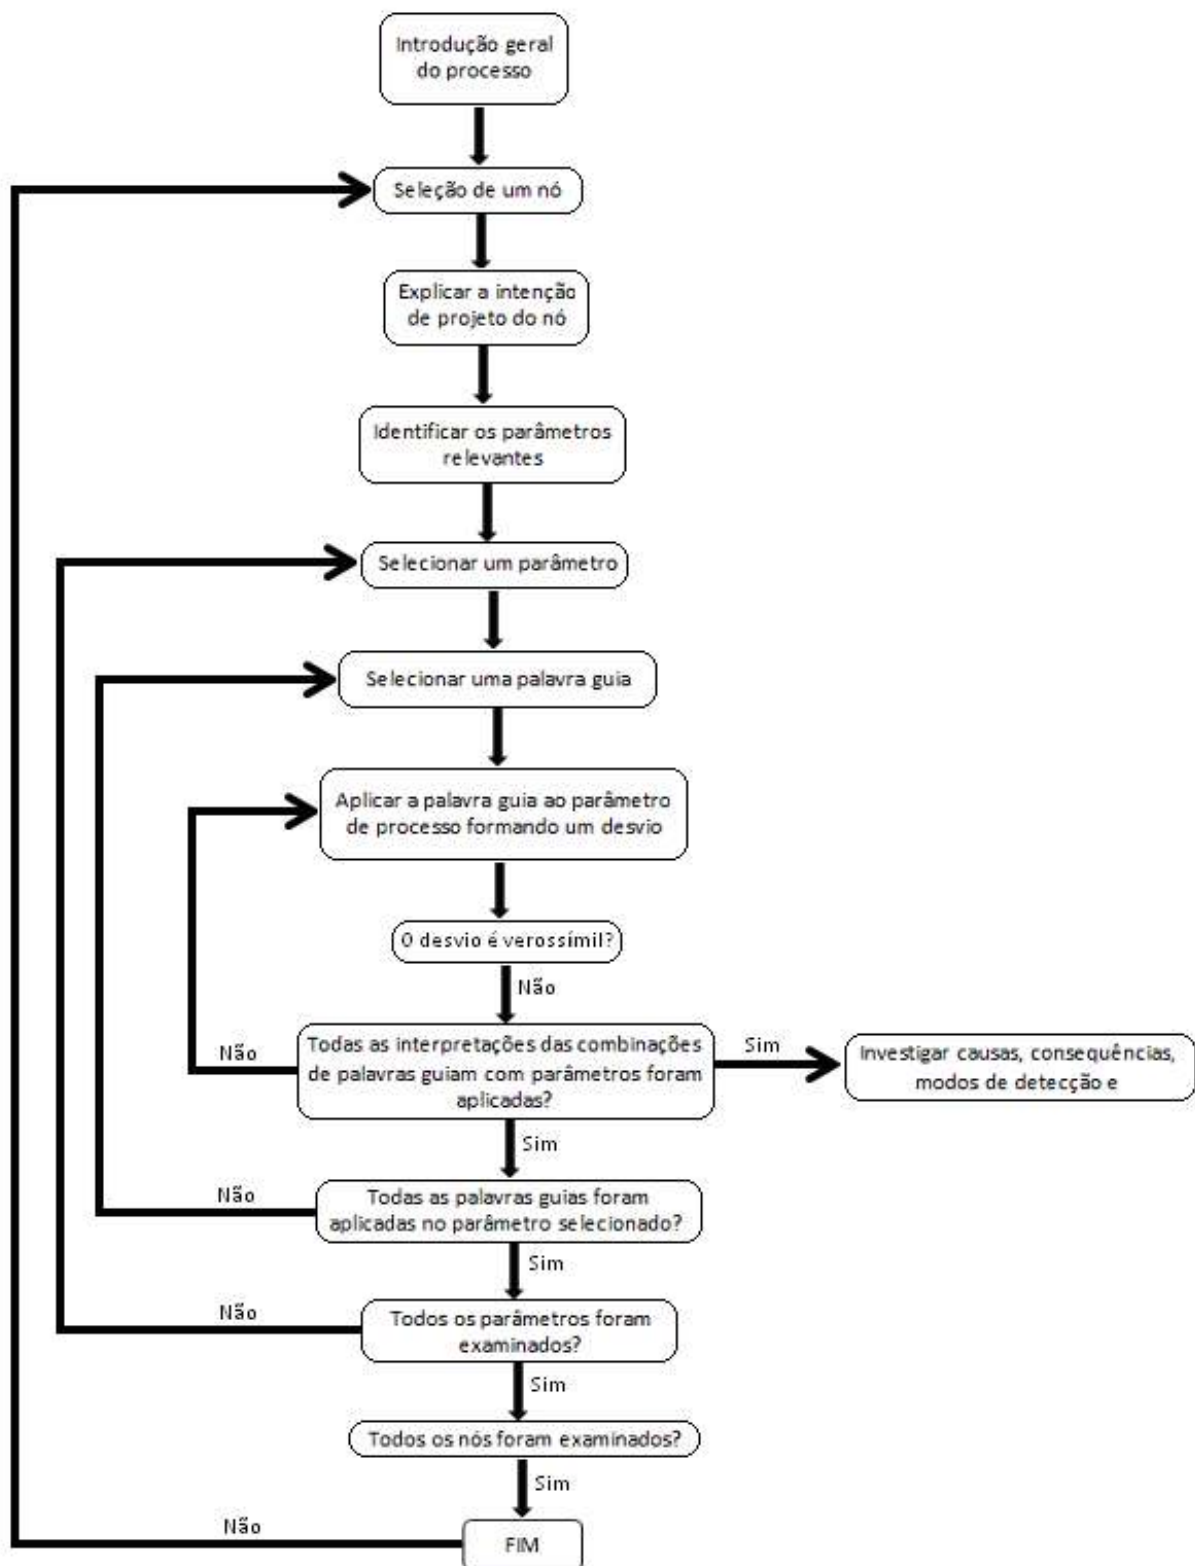 Introdução geral
do processo
Seleção de um nó
Explicar a intenção
de projeto do nó
Identificar os parâmetros
relevantes
Selecionar um parâmetro
Selecionar uma palavra guia
Aplicar a palavra guia ao parâmetro
de processo formando um desvio
O desvio é verossímil?
Não
Não
Todas as interpretações das combinações
de palavras guiam com parâmetros foram
aplicadas?
Sim
Investigar causas, consequências,
modos de detecção e
Sim
Não
Todas as palavras guias foram
aplicadas no parâmetro selecionado?
Sim
Não
Todos os parâmetros foram
examinados?
Sim
Todos os nós foram examinados?
Sim
Não
FIM